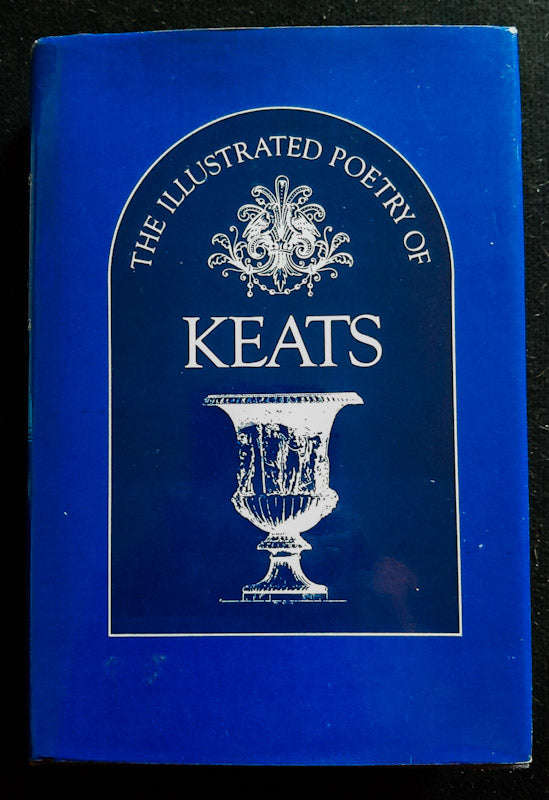 THE ILLUSTRATED POETRY OF
KEATS